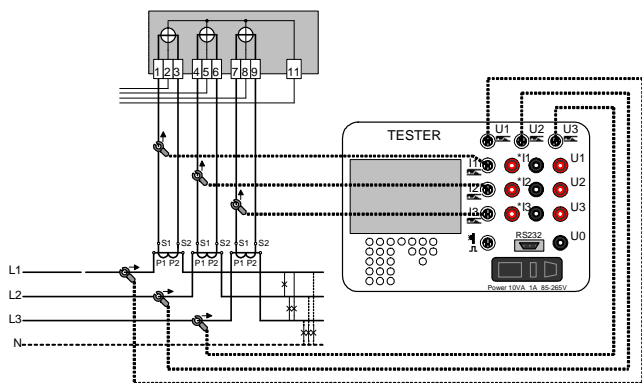 1 2 3 4 5 6 7 8 9 11
TESTER
U1 U2 U3
I1 *I1 U1
I2 *I2 U2
I3 *I3 U3
RS232 U0
Power 10VA 1A 85-265V
S1 S2 S1 S2 S1 S2
P1 P2 P1 P2 P1 P2
L1
L2
L3
N